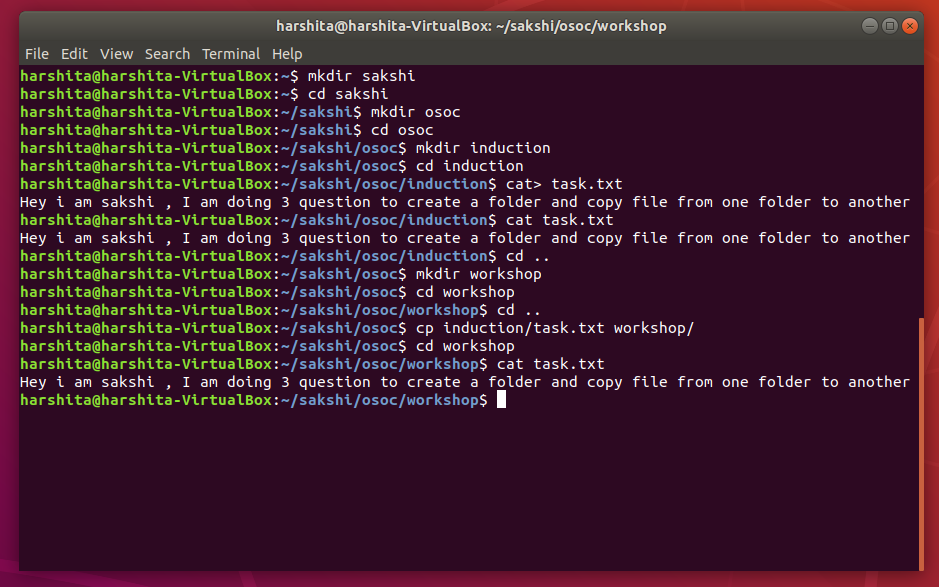 harshita@harshita-VirtualBox: ~/sakshi/osoc/workshop
File Edit View Search Terminal Help
harshita@harshita-VirtualBox:~$ mkdir sakshi
harshita@harshita-VirtualBox:~$ cd sakshi
harshita@harshita-VirtualBox:~/sakshi$ mkdir osoc
harshita@harshita-VirtualBox:~/sakshi$ cd osoc
harshita@harshita-VirtualBox:~/sakshi/osoc$ mkdir induction
harshita@harshita-VirtualBox:~/sakshi/osoc$ cd induction
harshita@harshita-VirtualBox:~/sakshi/osoc/induction$ cat> task.txt
Hey i am sakshi , I am doing 3 question to create a folder and copy file from one folder to another
harshita@harshita-VirtualBox:~/sakshi/osoc/induction$ cat task.txt
Hey i am sakshi , I am doing 3 question to create a folder and copy file from one folder to another
harshita@harshita-VirtualBox:~/sakshi/osoc/induction$ cd ..
harshita@harshita-VirtualBox:~/sakshi/osoc$ mkdir workshop
harshita@harshita-VirtualBox:~/sakshi/osoc$ cd workshop
harshita@harshita-VirtualBox:~/sakshi/osoc/workshop$ cd ..
harshita@harshita-VirtualBox:~/sakshi/osoc$ cp induction/task.txt workshop/
harshita@harshita-VirtualBox:~/sakshi/osoc$ cd workshop
harshita@harshita-VirtualBox:~/sakshi/osoc/workshop$ cat task.txt
Hey i am sakshi , I am doing 3 question to create a folder and copy file from one folder to another
harshita@harshita-VirtualBox:~/sakshi/osoc/workshop$